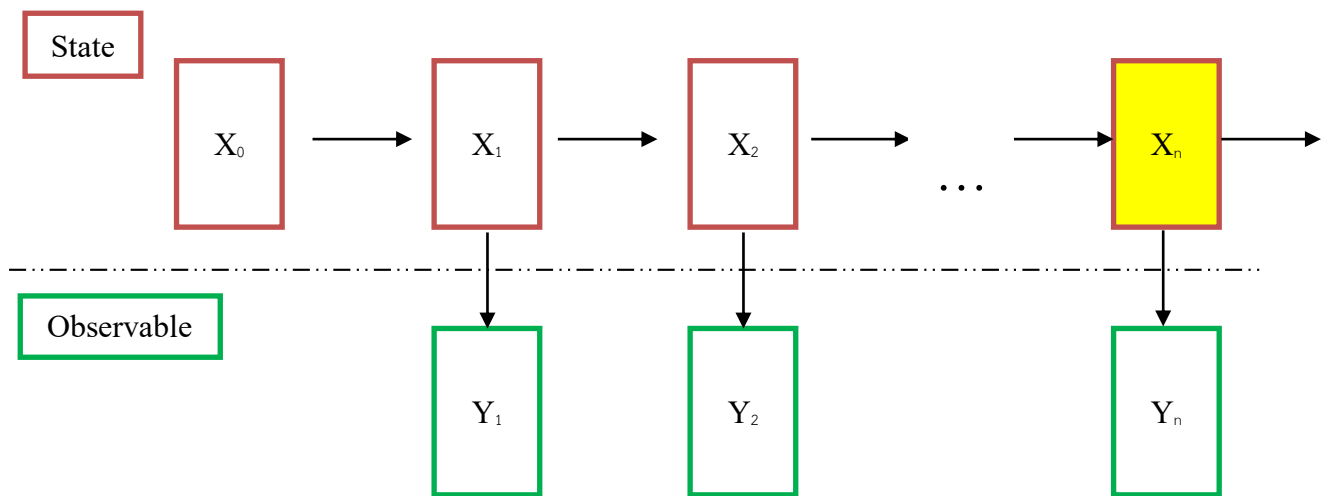 State
X₀ X₁ X₂ ... Xₙ
Observable
Y₁ Y₂ Yₙ